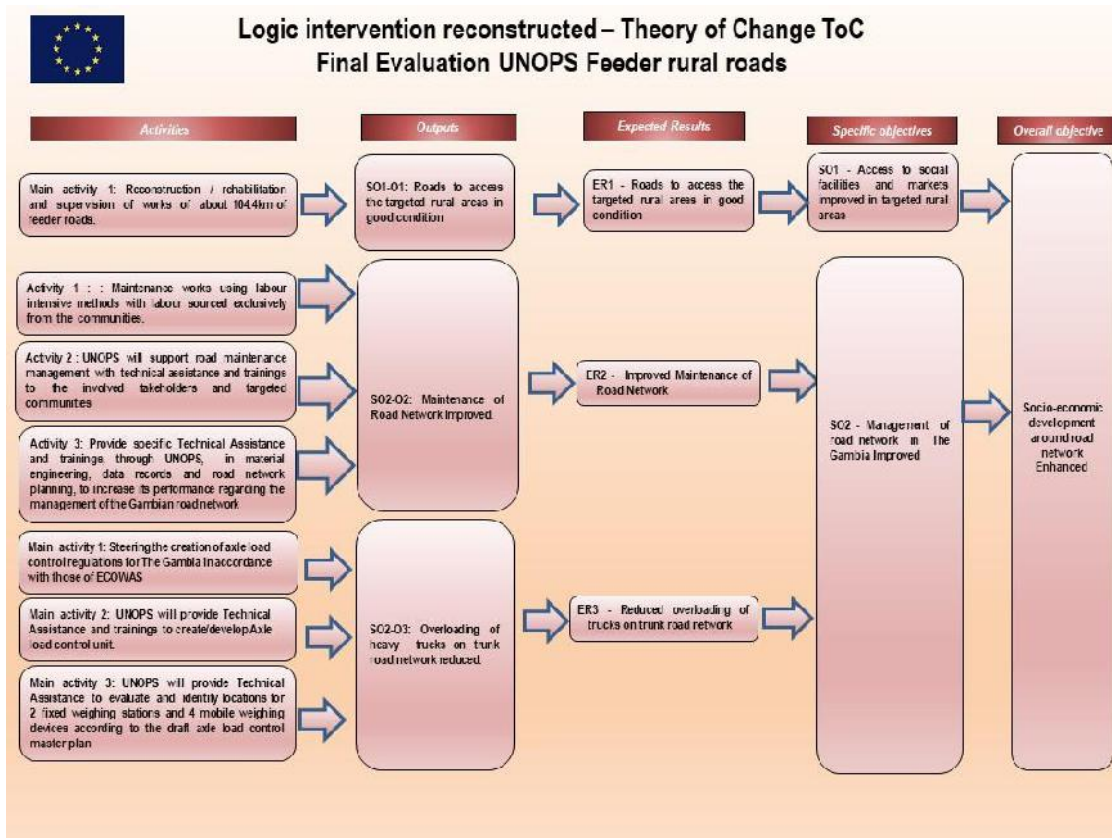 Logic intervention reconstructed – Theory of Change ToC
Final Evaluation UNOPS Feeder rural roads
Activities
Outputs
Expected Results
Specific objectives
Overall objective
Main activity 1: Reconstruction / rehabilitation
and supervision of works of about 104.4km of
feeder roads.
SO1-O1: Roads to access
the targeted rural areas in
good condition
ER1 - Roads to access the
targeted rural areas in good
condition
SO1 - Access to social
facilities and markets
improved in targeted rural
areas
Activity 1 : : Maintenance works using labour
intensive methods with labour sourced exclusively
from the communities.
Activity 2 : UNOPS will support road maintenance
management with technical assistance and trainings
to the involved takeholders and targeted
communities
Activity 3: Provide specific Technical Assistance
and trainings, through UNOPS, in material
engineering, data records and road network
planning, to increase its performance regarding the
management of the Gambian road network
SO2-O2: Maintenance of
Road Network Improved.
ER2 - Improved Maintenance of
Road Network
SO2 - Management of
road network in The
Gambia Improved
Socio-economic
development
around road
network
Enhanced
Main activity 1: Steering the creation of axle load
control regulations for The Gambia in accordance
with those of ECOWAS
Main activity 2: UNOPS will provide Technical
Assistance and trainings to create/develop Axle
load control unit.
Main activity 3: UNOPS will provide Technical
Assistance to evaluate and identify locations for
2 fixed weighing stations and 4 mobile weighing
devices according to the draft axle load control
master plan
SO2-O3: Overloading of
heavy trucks on trunk
road network reduced.
ER3 - Reduced overloading of
trucks on trunk road network